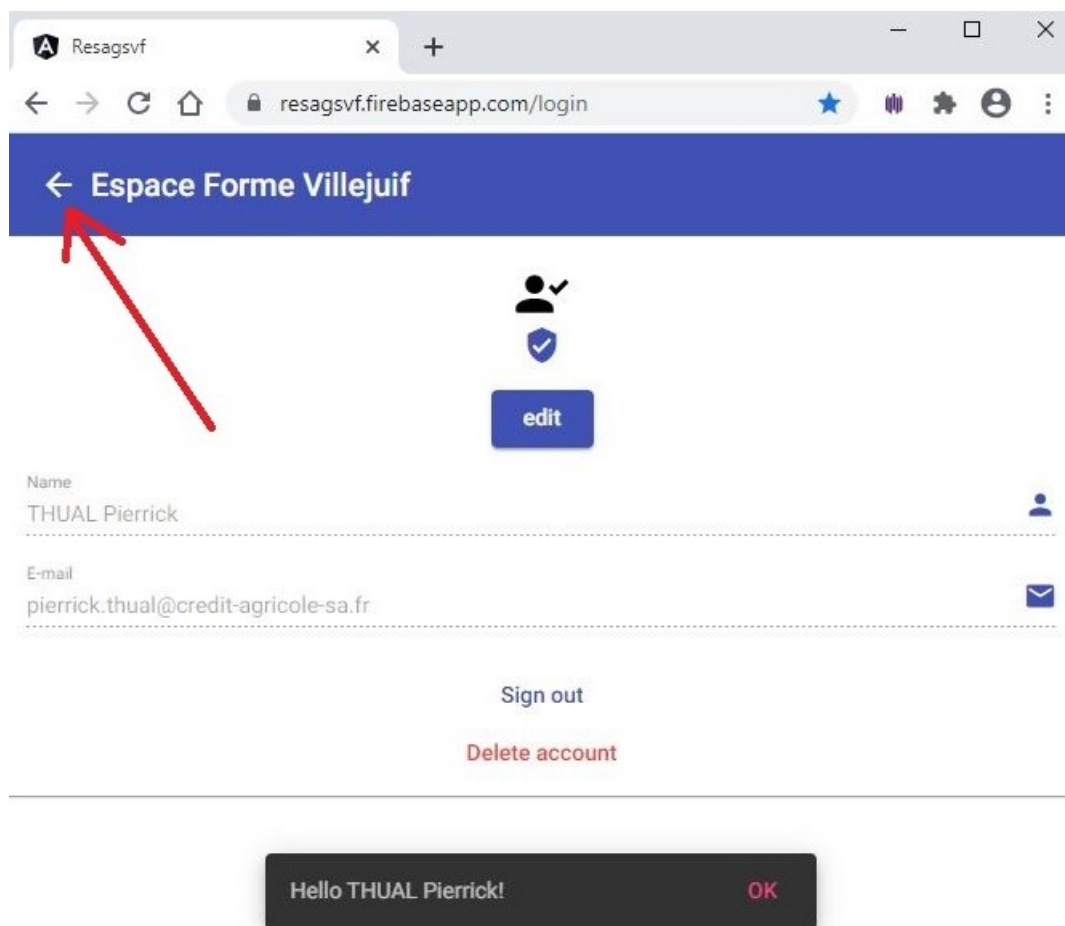 Resagsvf
resagsvf.firebaseapp.com/login
Espace Forme Villejuif
edit
Name
THUAL Pierrick
E-mail
pierrick.thual@credit-agricole-sa.fr
Sign out
Delete account
Hello THUAL Pierrick! OK